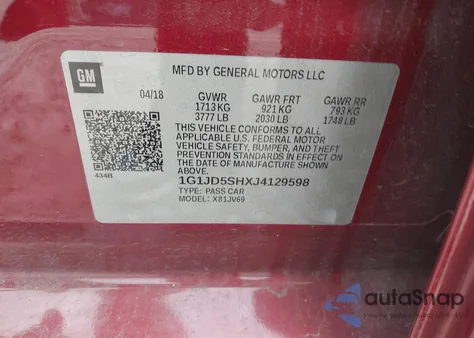 GM
MFD BY GENERAL MOTORS LLC
04/18
GVWR GAWR FRT GAWR RR
1713 KG 921 KG 793 KG
3777 LB 2030 LB 1748 LB
THIS VEHICLE CONFORMS TO ALL
APPLICABLE U.S. FEDERAL MOTOR
VEHICLE SAFETY, BUMPER, AND THEFT
PREVENTION STANDARDS IN EFFECT
ON THE DATE OF MANUFACTURE SHOWN
ABOVE.
434H
1G1JD5SHXJ4129598
TYPE: PASS CAR
MODEL: X81JV69
autoSnap